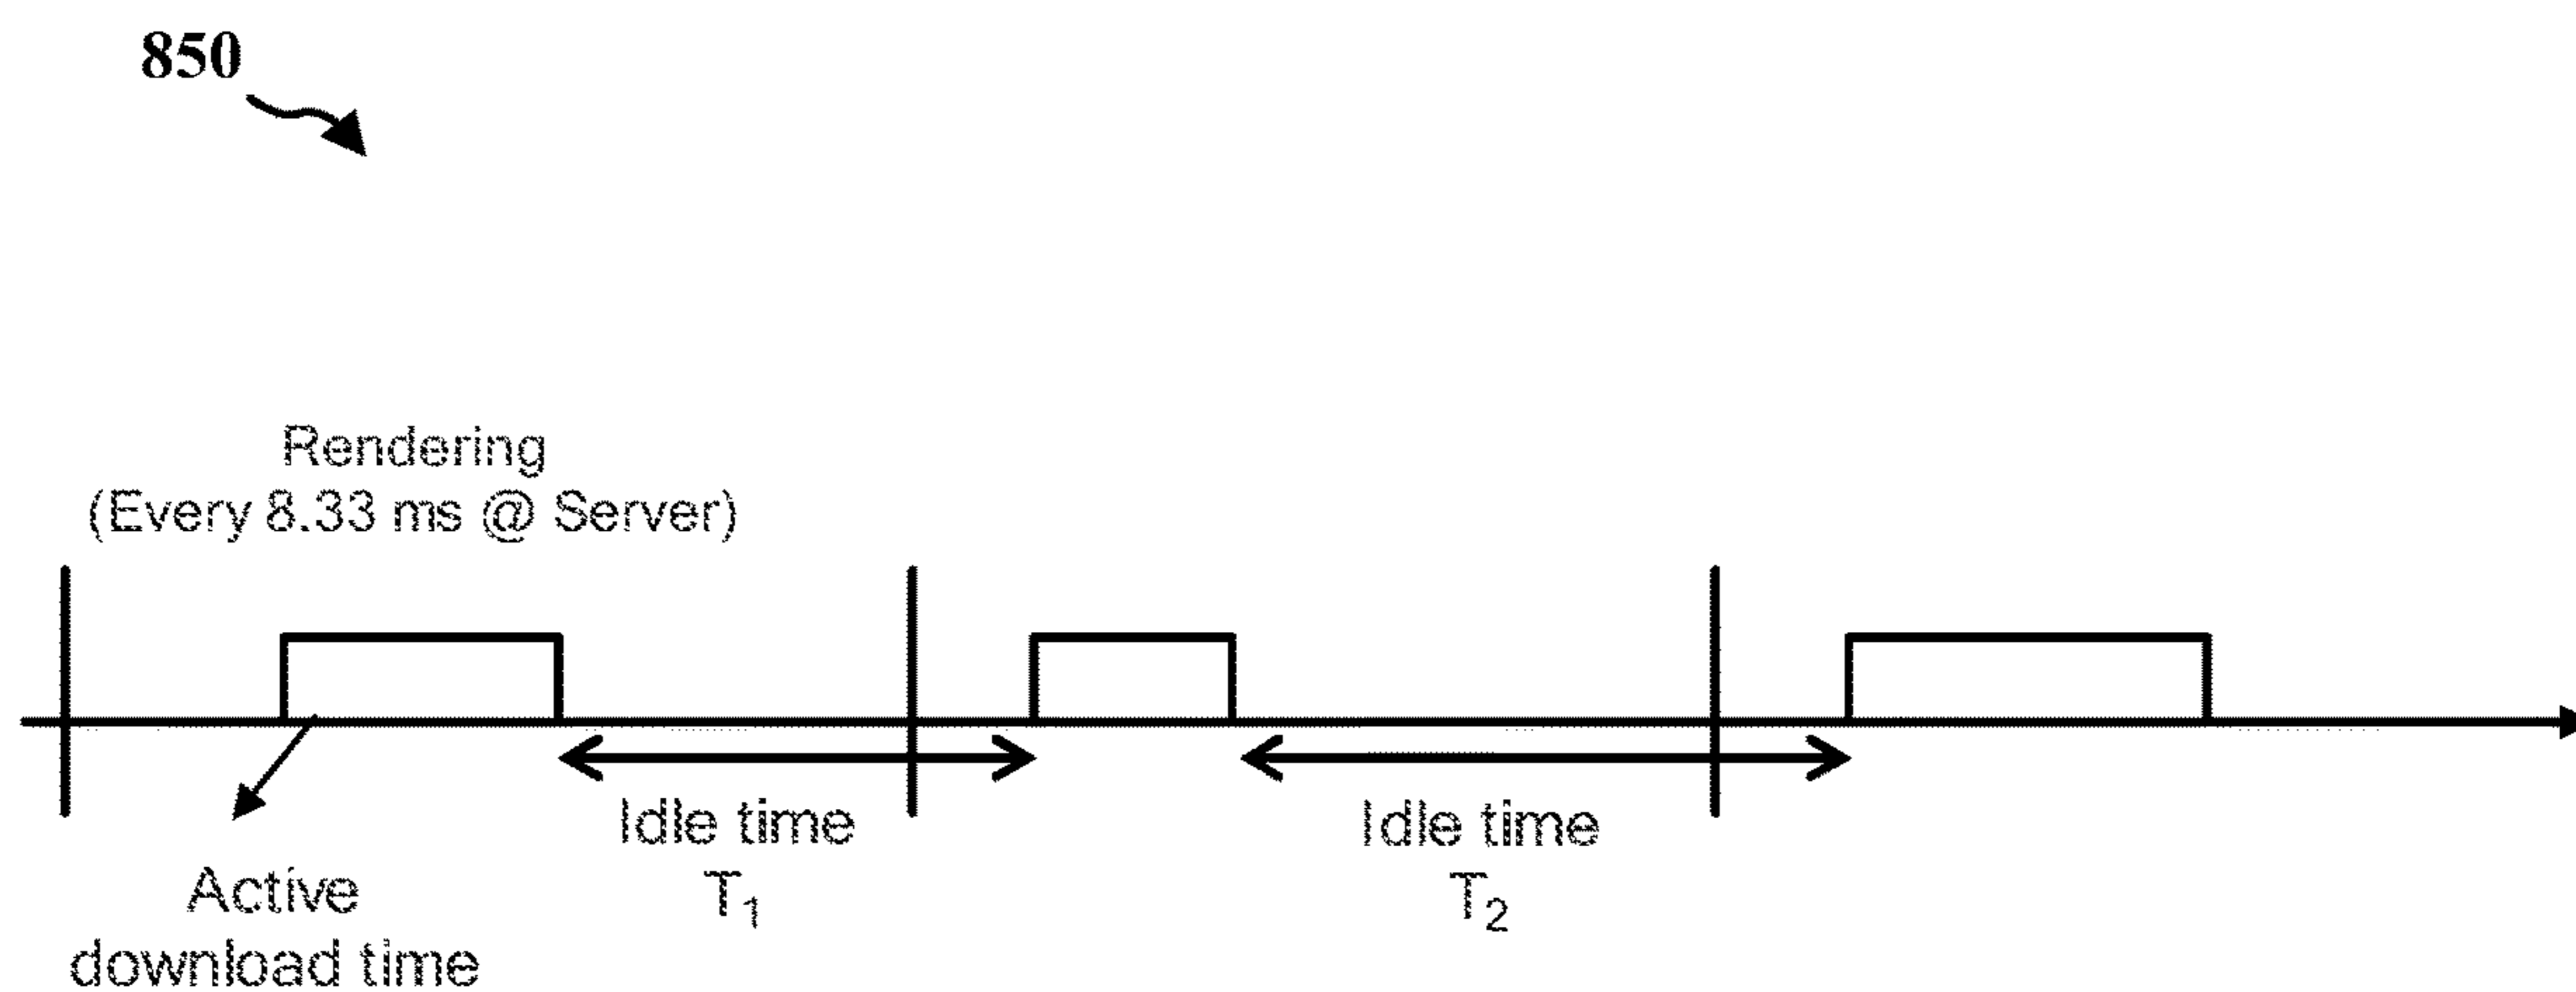 850
Rendering
(Every 8.33 ms @ Server)
Idle time
T₁
Idle time
T₂
Active
download time